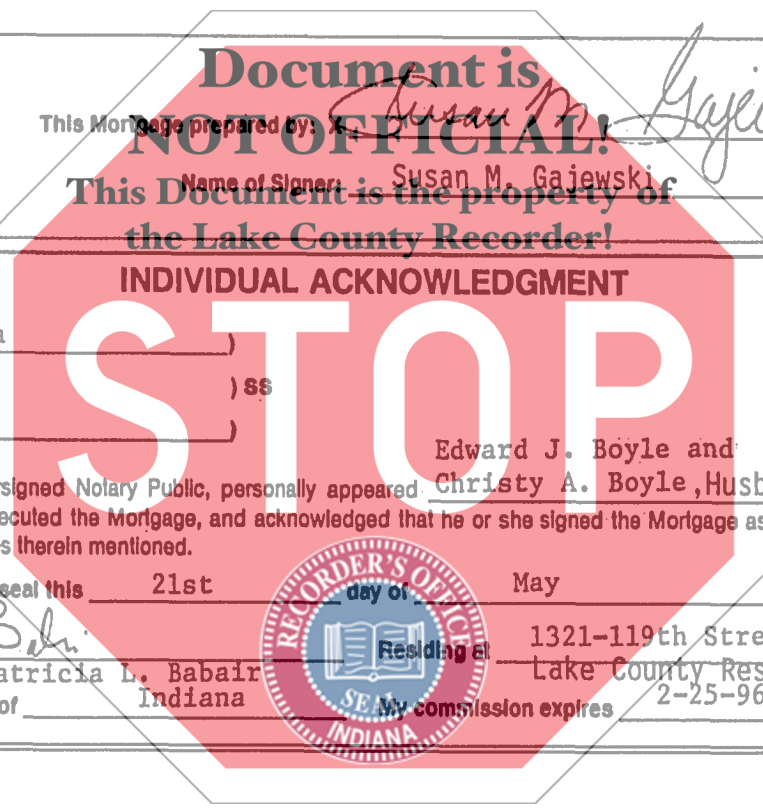 Document is
This Mortgage prepared by: X Susan M. Gajew
NOT OFFICIAL!
Name of Signer: Susan M. Gajewski
This Document is the property of
the Lake County Recorder!
INDIVIDUAL ACKNOWLEDGMENT
STOP
)
) SS
)
Edward J. Boyle and
signed Notary Public, personally appeared Christy A. Boyle,Husb
ecuted the Mortgage, and acknowledged that he or she signed the Mortgage as
s therein mentioned.
seal this 21st day of May
Residing at 1321-119th Stre
atricia L. Babair Lake County Res
of Indiana My commission expires 2-25-96
RECORDER'S OFFICE
SEAL
INDIANA